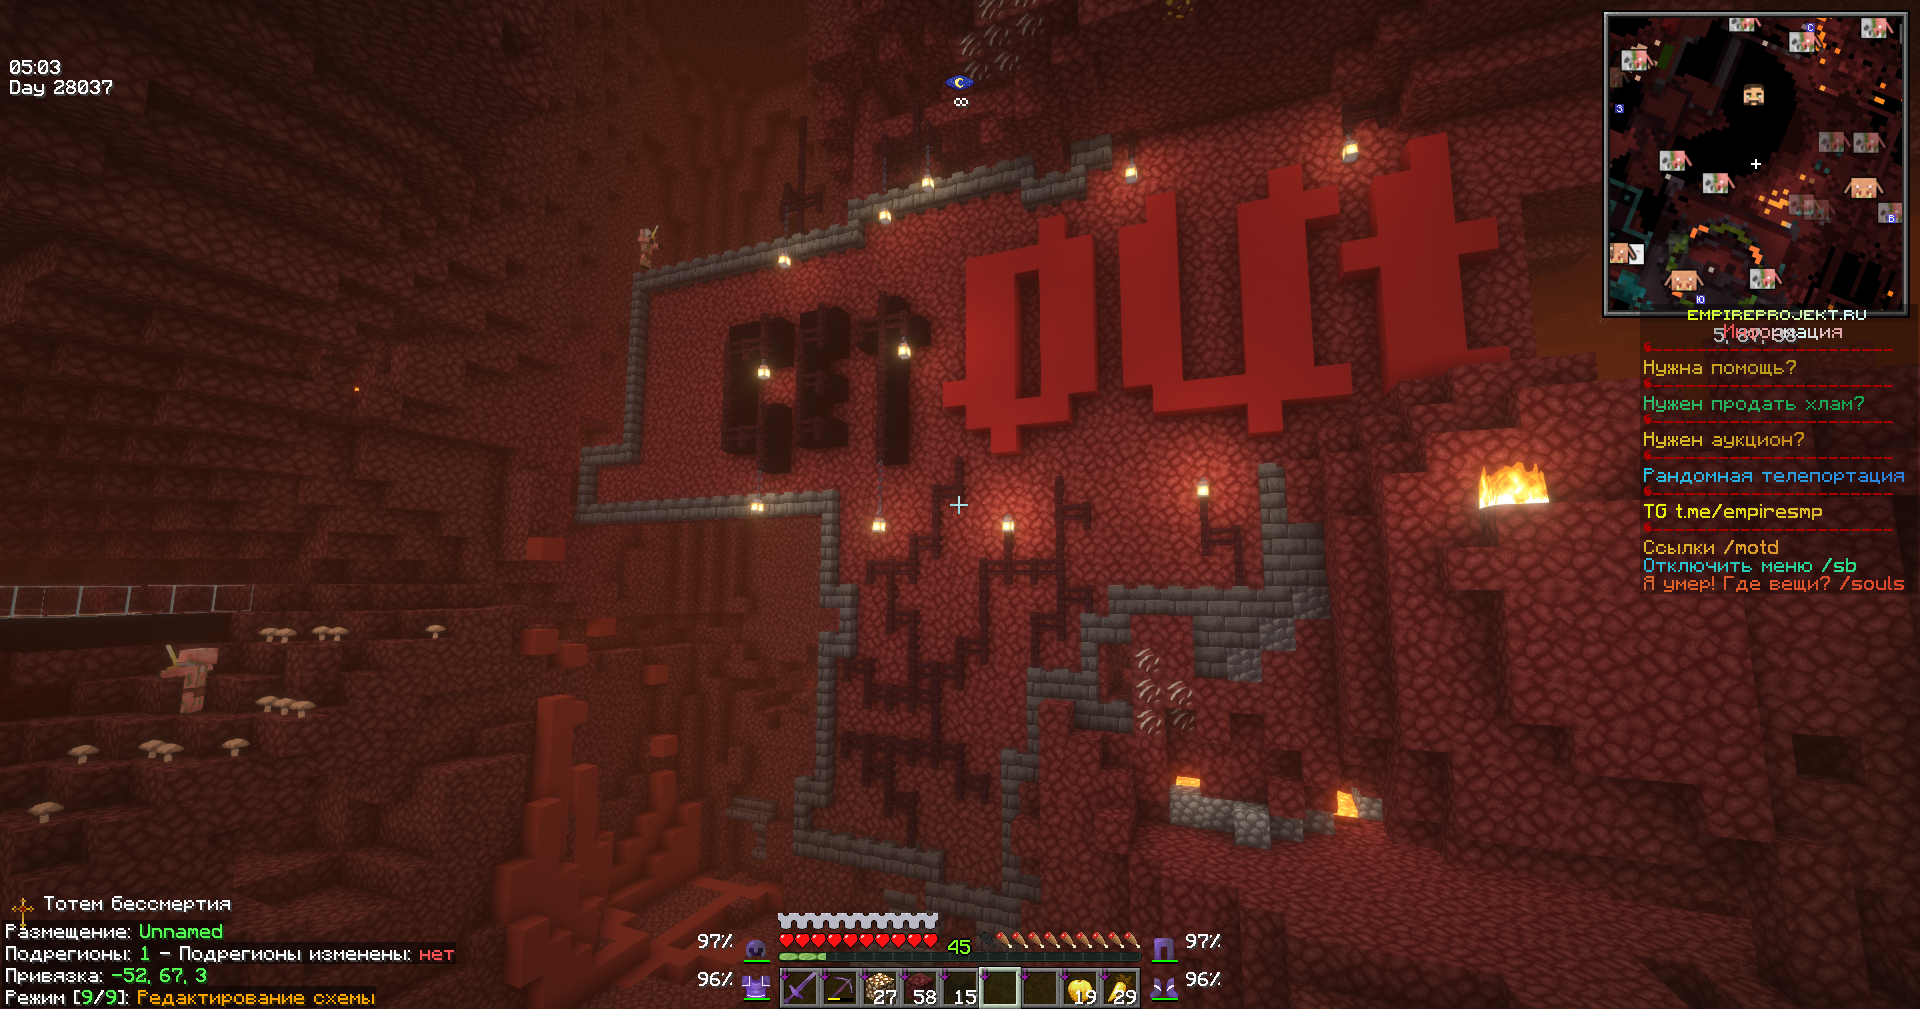 05:03
Day 28037
∞
С
З
В
Ю
EMPIREPROJEKT.RU
Информация
Нужна помощь?
Нужен продать хлам?
Нужен аукцион?
Рандомная телепортация
TG t.me/empiresmp
Ссылки /motd
Отключить меню /sb
Я умер! Где вещи? /souls
Тотем бессмертия
Размещение: Unnamed
Подрегионы: 1 - Подрегионы изменены: нет
Привязка: -52, 67, 3
Режим [9/9]: Редактирование схемы
97%
45
97%
96%
96%
27
58
15
19
29